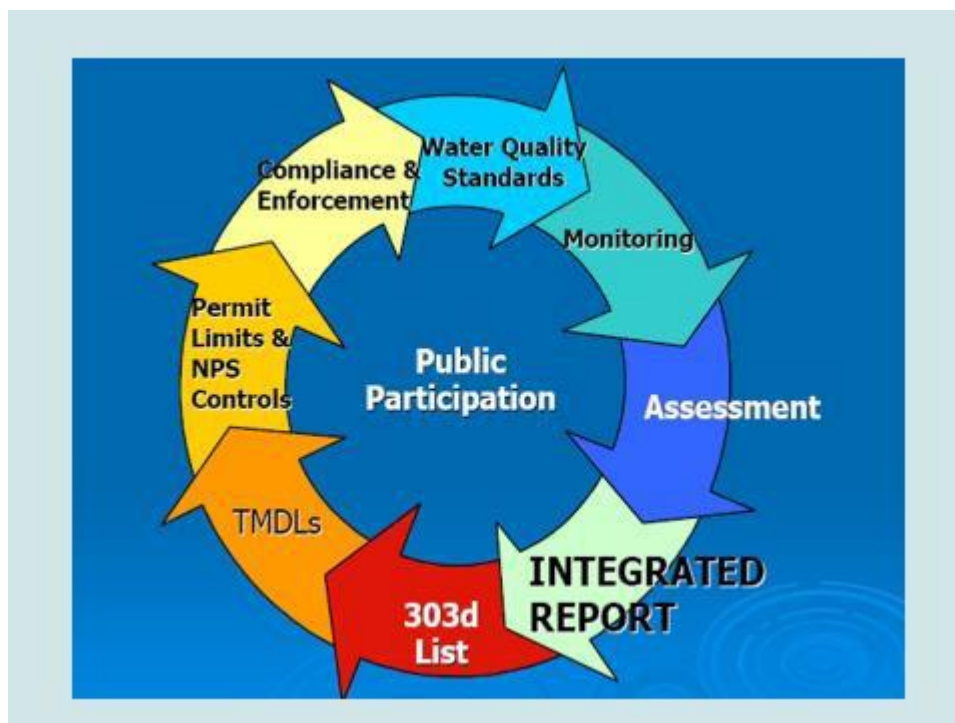 Water Quality
Standards
Monitoring
Assessment
INTEGRATED
REPORT
303d
List
TMDLs
Permit
Limits &
NPS
Controls
Compliance &
Enforcement
Public
Participation